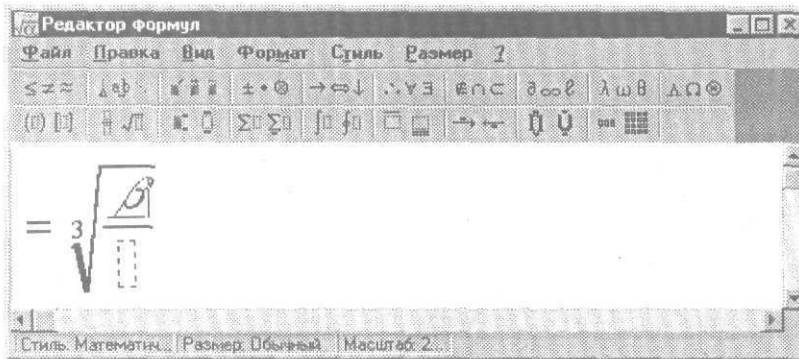 Редактор формул
Файл Правка Вид Формат Стиль Размер ?
≤ ≠ ≈ ± • ⊗ → ⇔ ↓ ∴ ∀ ∃ ∉ ∩ ⊂ ∂ ∞ ℓ λ ω θ Λ Ω ⊛
= 3
Стиль: Математич... Размер: Обычный Масштаб: 2...